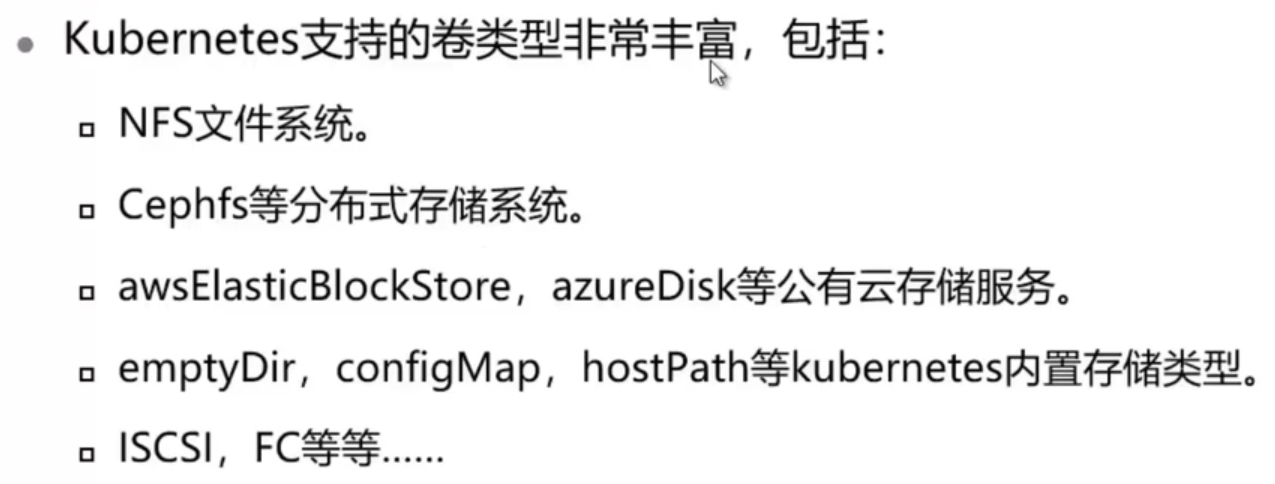 Kubernetes支持的卷类型非常丰富，包括：
NFS文件系统。
Cephfs等分布式存储系统。
awsElasticBlockStore，azureDisk等公有云存储服务。
emptyDir，configMap，hostPath等kubernetes内置存储类型。
ISCSI，FC等等......